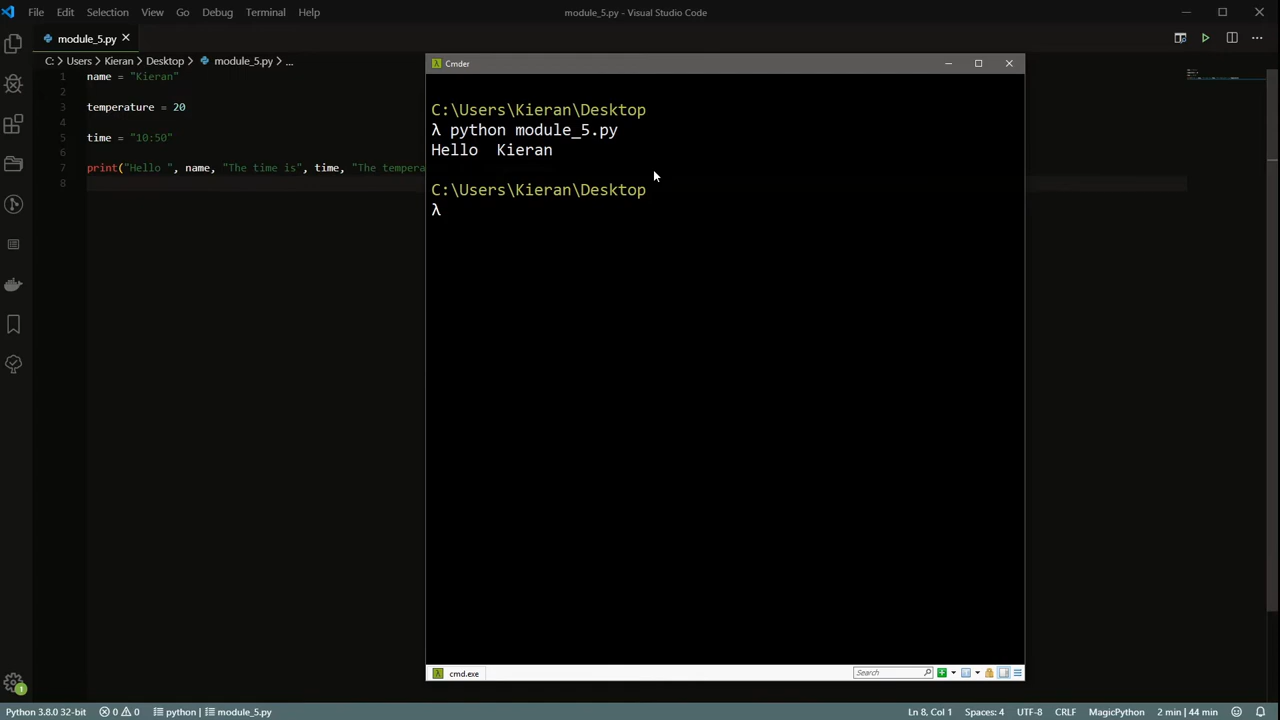 File Edit Selection View Go Debug Terminal Help module_5.py - Visual Studio Code
module_5.py
C: > Users > Kieran > Desktop > module_5.py > ...
1 name = "Kieran"
2
3 temperature = 20
4
5 time = "10:50"
6
7 print("Hello ", name, "The time is", time, "The tempera
8
Cmder
C:\Users\Kieran\Desktop
λ python module_5.py
Hello  Kieran
C:\Users\Kieran\Desktop
λ
cmd.exe Search
Python 3.8.0 32-bit 0 0 python | module_5.py Ln 8, Col 1 Spaces: 4 UTF-8 CRLF MagicPython 2 min | 44 min
1